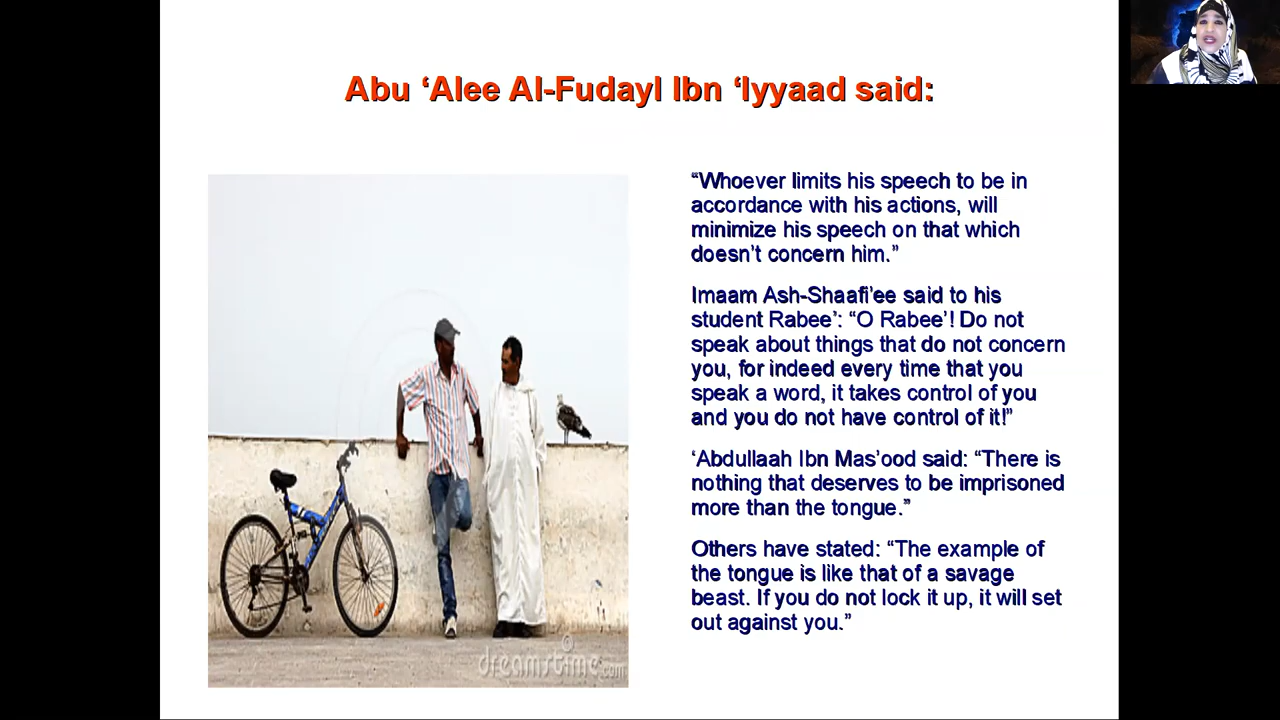 Abu ‘Alee Al-Fudayl Ibn ‘Iyyaad said:
“Whoever limits his speech to be in
accordance with his actions, will
minimize his speech on that which
doesn’t concern him.”
Imaam Ash-Shaafi’ee said to his
student Rabee’: “O Rabee’! Do not
speak about things that do not concern
you, for indeed every time that you
speak a word, it takes control of you
and you do not have control of it!”
‘Abdullaah Ibn Mas’ood said: “There is
nothing that deserves to be imprisoned
more than the tongue.”
Others have stated: “The example of
the tongue is like that of a savage
beast. If you do not lock it up, it will set
out against you.”
dreamstime.com